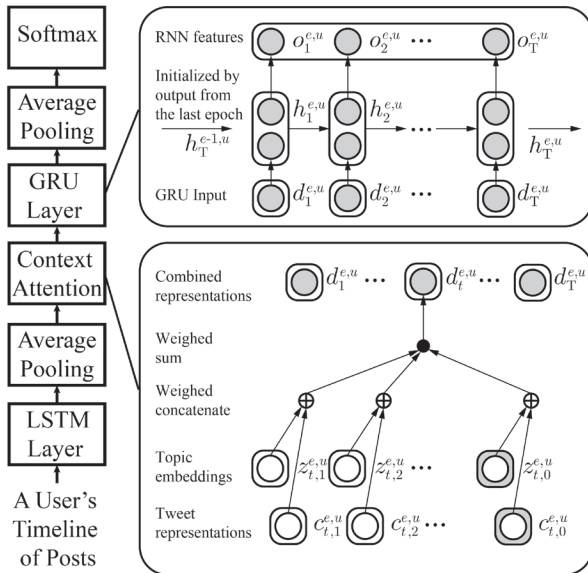 Softmax
Average
Pooling
GRU
Layer
Context
Attention
Average
Pooling
LSTM
Layer
A User's
Timeline
of Posts
RNN features
o_1^{e,u} o_2^{e,u} ··· o_T^{e,u}
Initialized by
output from
the last epoch
h_T^{e-1,u} h_1^{e,u} h_2^{e,u} ··· h_T^{e,u}
GRU Input d_1^{e,u} d_2^{e,u} ··· d_T^{e,u}
Combined
representations
d_1^{e,u} ··· d_t^{e,u} ··· d_T^{e,u}
Weighed
sum
Weighed
concatenate
Topic
embeddings
z_{t,1}^{e,u} z_{t,2}^{e,u} ··· z_{t,0}^{e,u}
Tweet
representations
c_{t,1}^{e,u} c_{t,2}^{e,u} ··· c_{t,0}^{e,u}